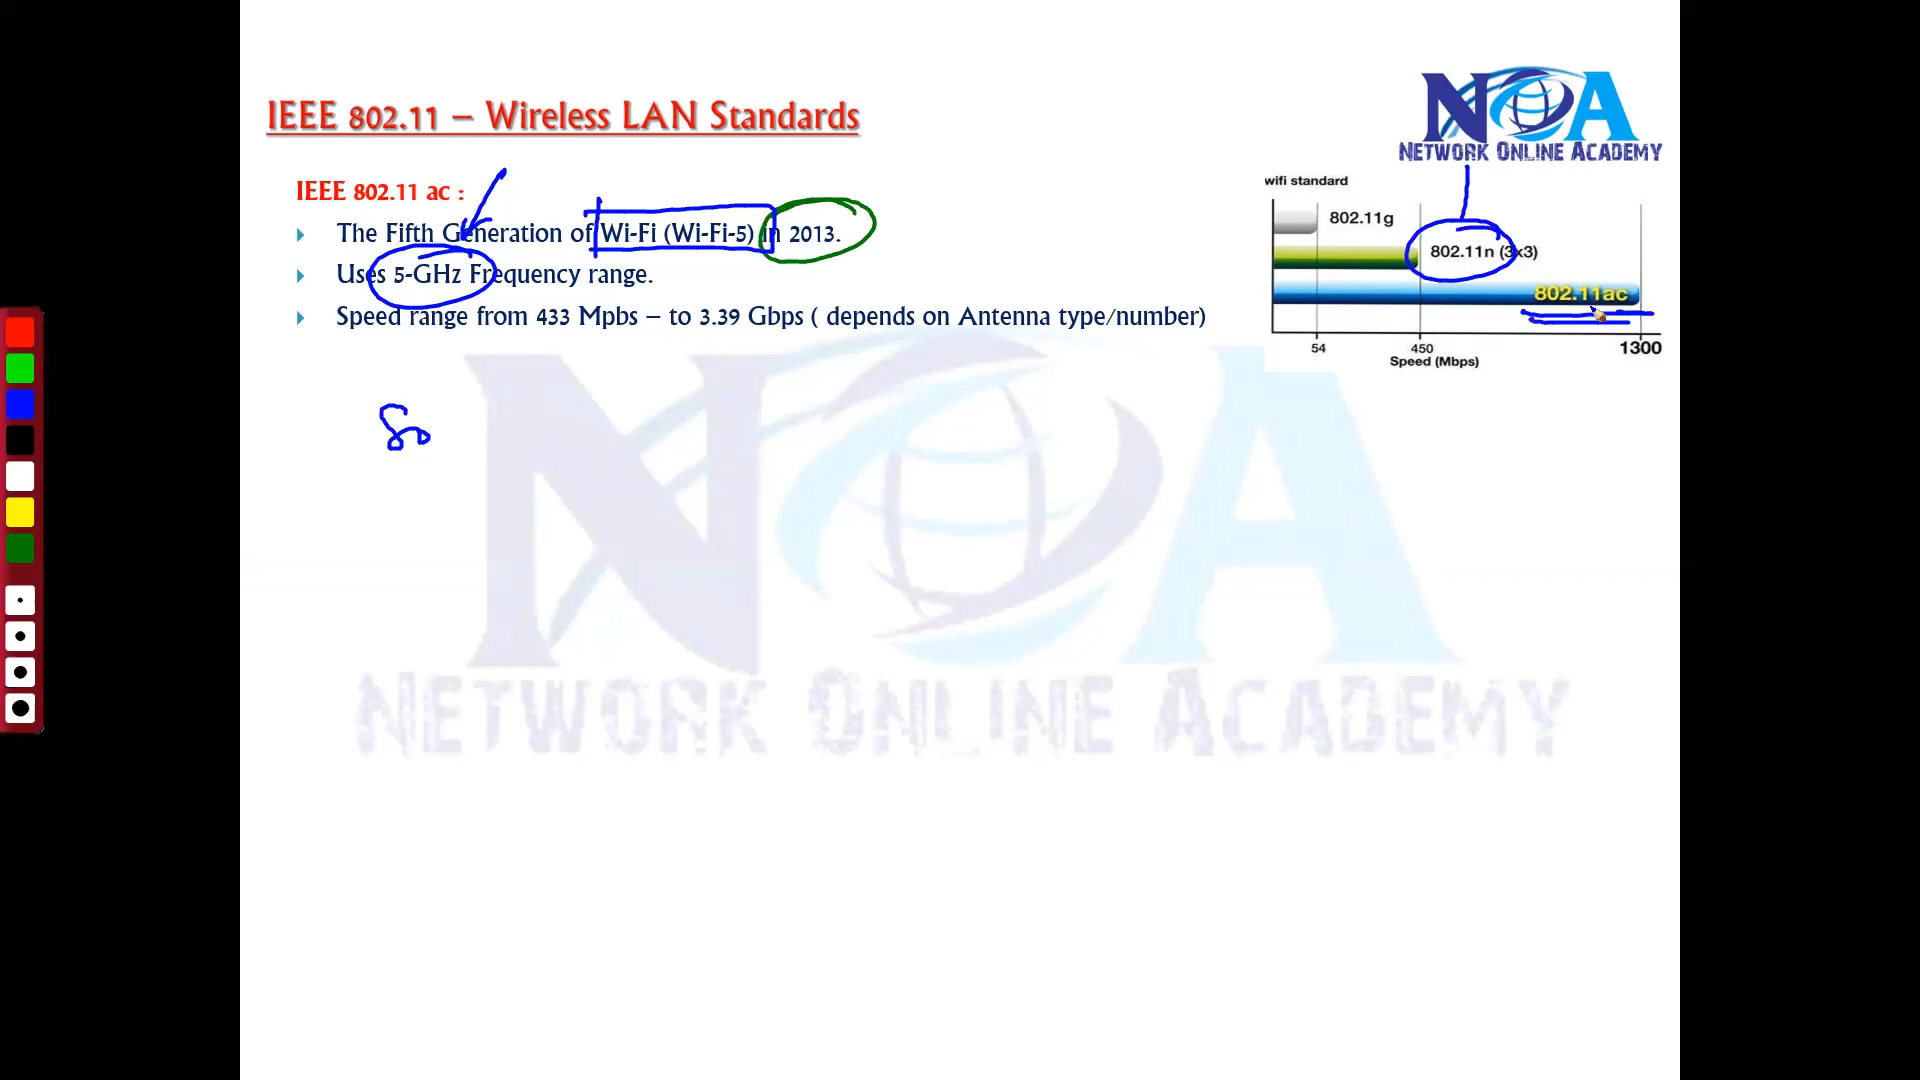 IEEE 802.11 – Wireless LAN Standards
NOA
NETWORK ONLINE ACADEMY
IEEE 802.11 ac :
The Fifth Generation of Wi-Fi (Wi-Fi-5) in 2013.
Uses 5-GHz Frequency range.
Speed range from 433 Mpbs – to 3.39 Gbps ( depends on Antenna type/number)
wifi standard
802.11g
802.11n (3x3)
802.11ac
54 450 1300
Speed (Mbps)
NOA
NETWORK ONLINE ACADEMY